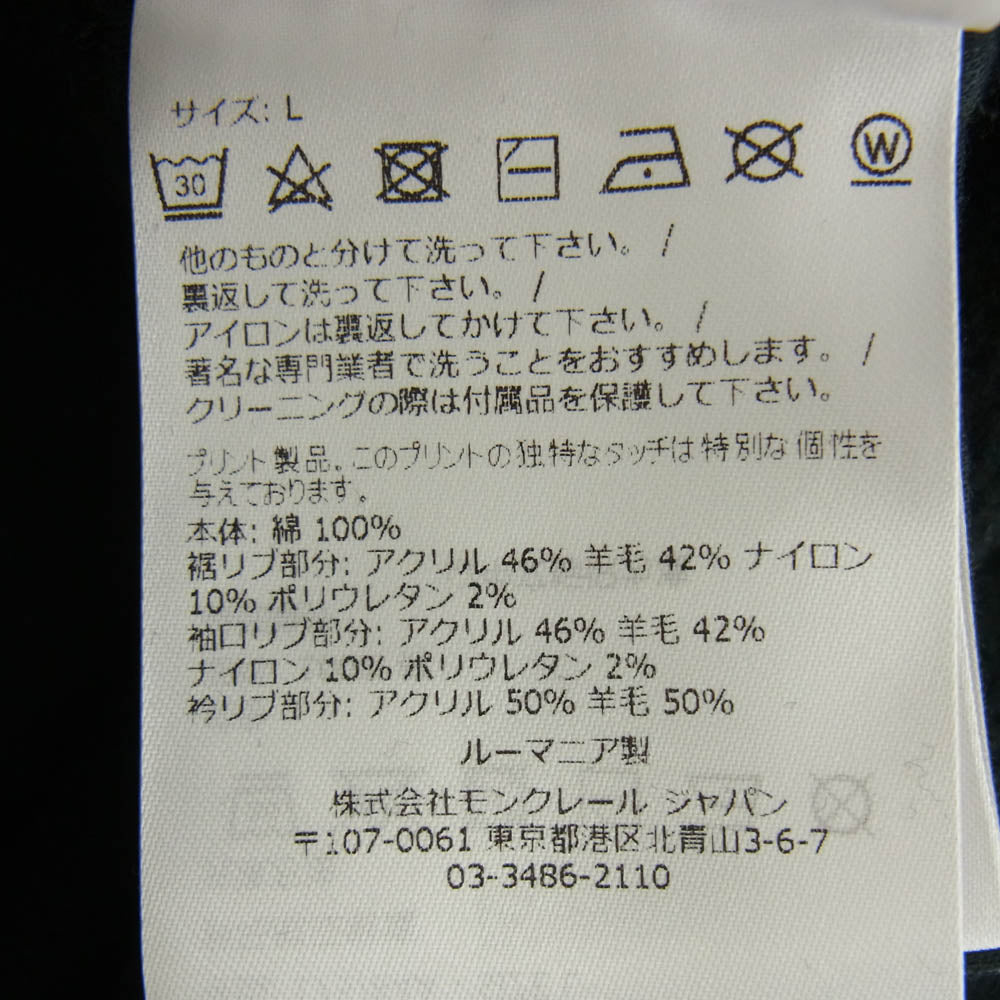 サイズ: L
30 W
他のものと分けて洗って下さい。 /
裏返して洗って下さい。 /
アイロンは裏返してかけて下さい。 /
著名な専門業者で洗うことをおすすめします。 /
クリーニングの際は付属品を保護して下さい。
プリント製品。このプリントの独特なタッチは特別な個性を
与えております。
本体: 綿 100%
裾リブ部分: アクリル 46% 羊毛 42% ナイロン
10% ポリウレタン 2%
袖口リブ部分: アクリル 46% 羊毛 42%
ナイロン 10% ポリウレタン 2%
衿リブ部分: アクリル 50% 羊毛 50%
ルーマニア製
株式会社モンクレール ジャパン
〒107-0061 東京都港区北青山3-6-7
03-3486-2110